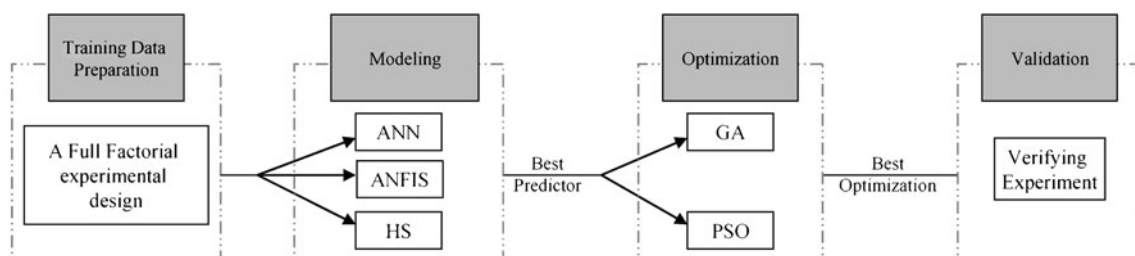 Training Data
Preparation
Modeling
Optimization
Validation
A Full Factorial
experimental
design
ANN
ANFIS
HS
Best
Predictor
GA
PSO
Best
Optimization
Verifying
Experiment